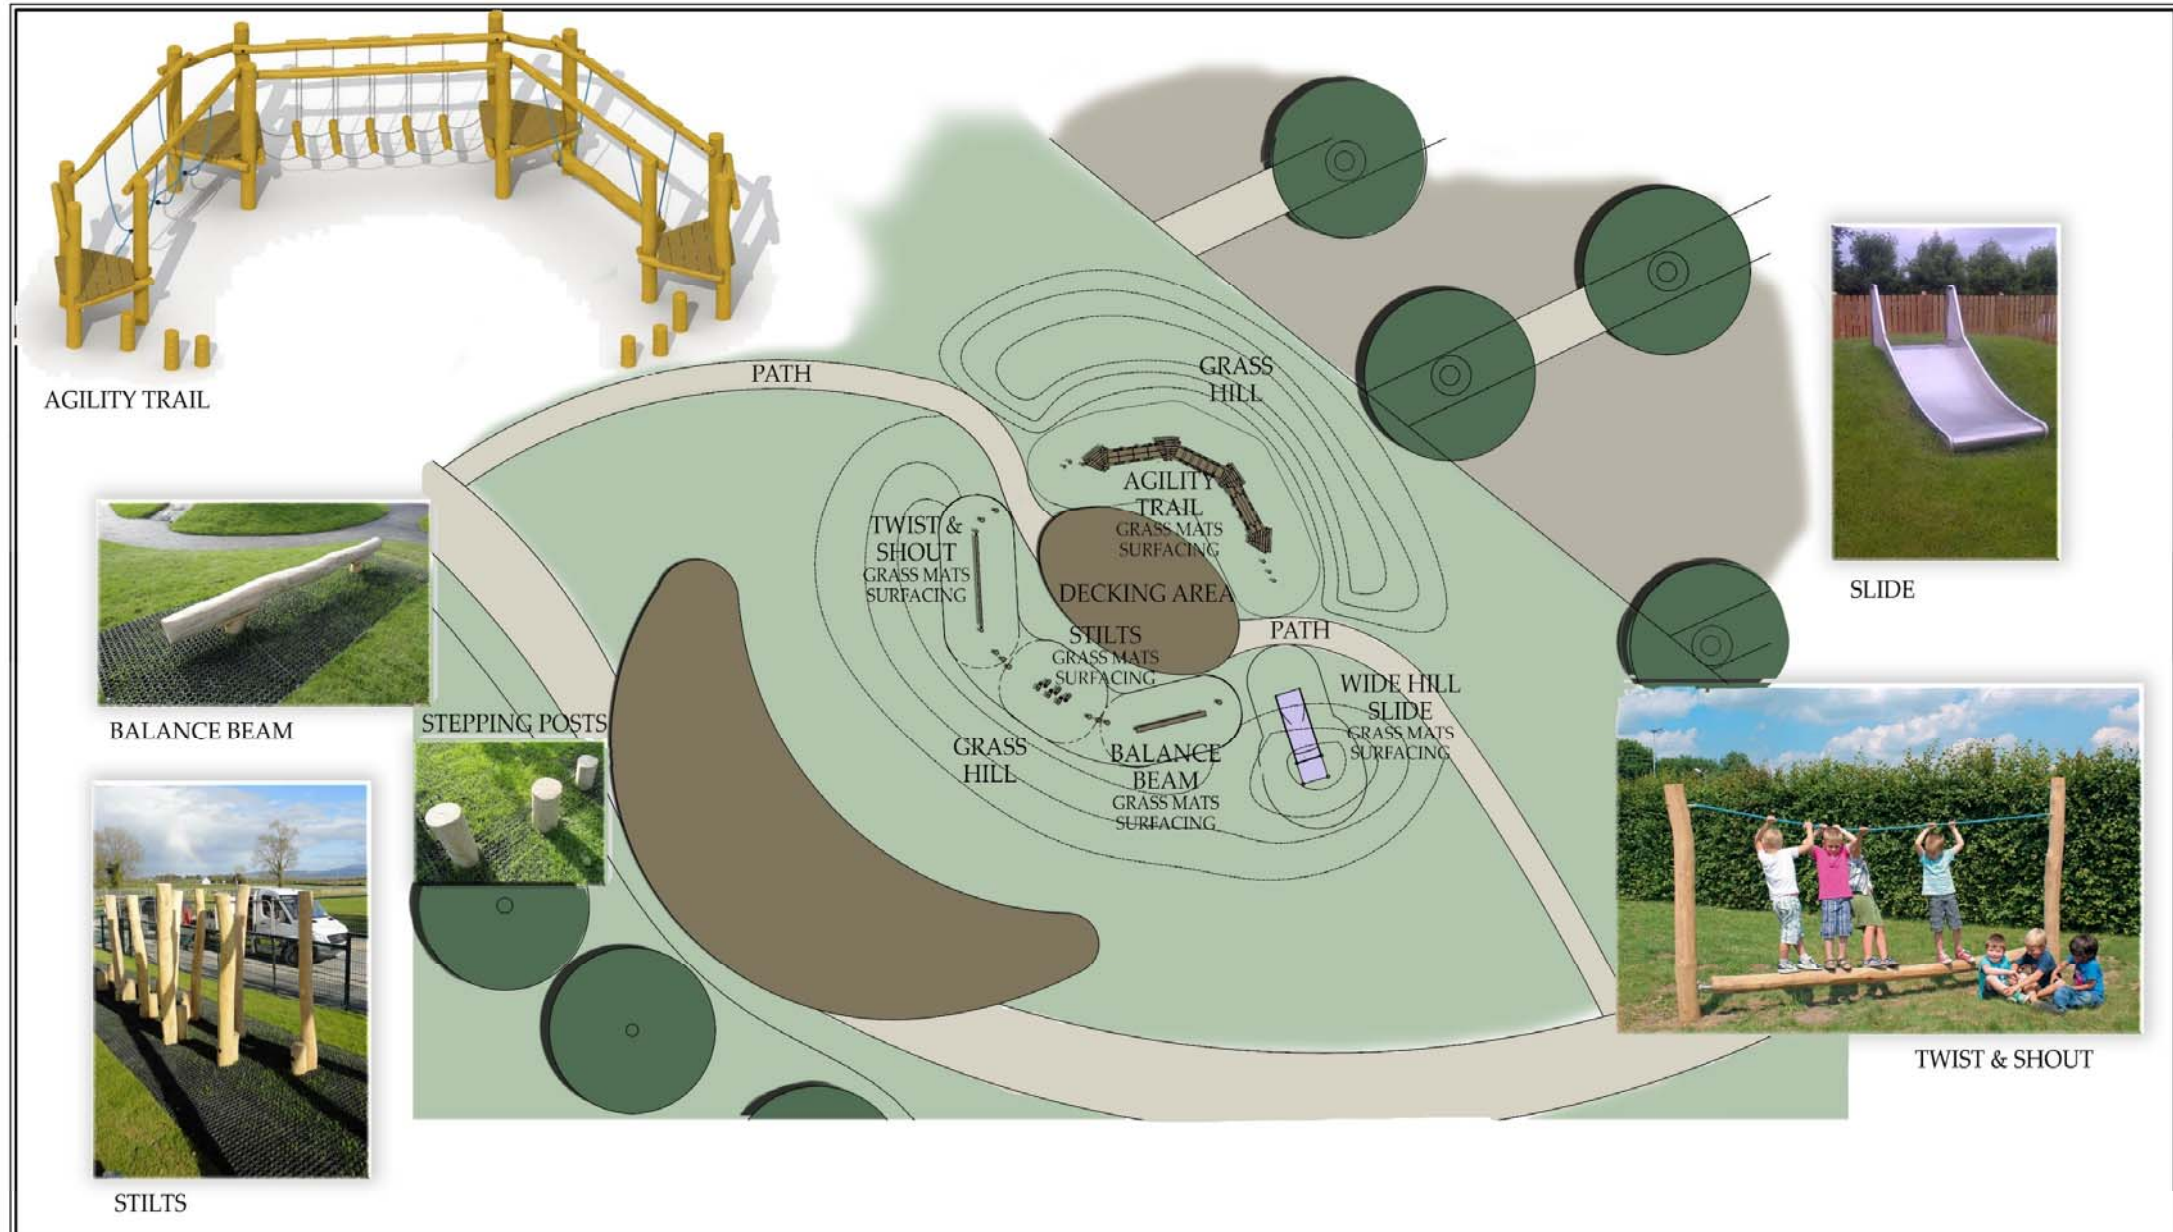 AGILITY TRAIL
BALANCE BEAM
STILTS
STEPPING POSTS
PATH
GRASS
HILL
AGILITY
TRAIL
GRASS MATS
SURFACING
TWIST &
SHOUT
GRASS MATS
SURFACING
DECKING AREA
STILTS
GRASS MATS
SURFACING
PATH
WIDE HILL
SLIDE
GRASS MATS
SURFACING
GRASS
HILL
BALANCE
BEAM
GRASS MATS
SURFACING
SLIDE
TWIST & SHOUT